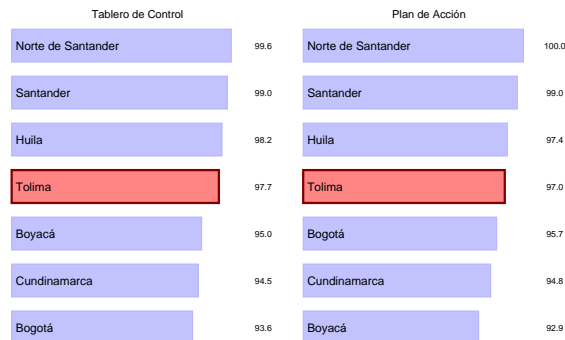 Tablero de Control
Norte de Santander 99.6
Santander 99.0
Huila 98.2
Tolima 97.7
Boyacá 95.0
Cundinamarca 94.5
Bogotá 93.6
Plan de Acción
Norte de Santander 100.0
Santander 99.0
Huila 97.4
Tolima 97.0
Bogotá 95.7
Cundinamarca 94.8
Boyacá 92.9